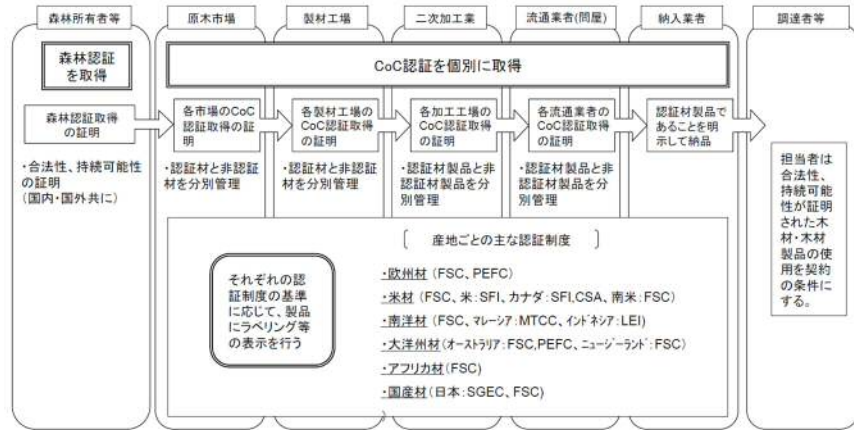 森林所有者等
原木市場
製材工場
二次加工業
流通業者(問屋)
納入業者
調達者等
森林認証
を取得
CoC認証を個別に取得
森林認証取得
の証明
各市場のCoC
認証取得の証
明
各製材工場の
CoC認証取得
の証明
各加工工場の
CoC認証取得
の証明
各流通業者の
CoC認証取得
の証明
認証材製品で
あることを明
示して納品
・合法性、持続可能性
の証明
(国内・国外共に)
・認証材と非認証
材を分別管理
・認証材と非認証
材を分別管理
・認証材製品と非
認証材製品を分
別管理
・認証材製品と非
認証材製品を分
別管理
担当者は
合法性、
持続可能
性が証明
された木
材・木材
製品の使
用を契約
の条件に
する。
それぞれの認
証制度の基準
に応じて、製品
にラベリング等
の表示を行う
〔 産地ごとの主な認証制度 〕
・欧州材 (FSC、PEFC)
・米材 (FSC、米:SFI、カナダ:SFI,CSA、南米:FSC)
・南洋材 (FSC、マレーシア:MTCC、インドネシア:LEI)
・大洋州材(オーストラリア:FSC,PEFC、ニュージーランド:FSC)
・アフリカ材(FSC)
・国産材(日本:SGEC、FSC)